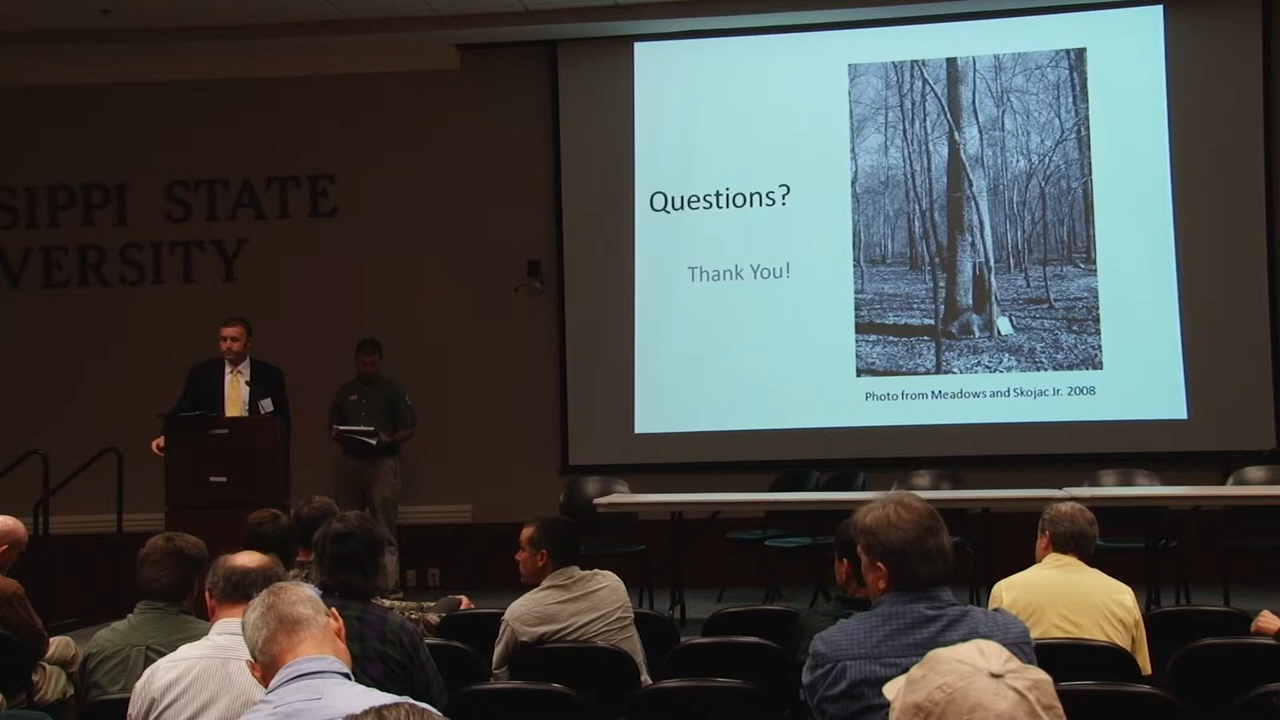 SIPPI STATE
VERSITY
Questions?
Thank You!
Photo from Meadows and Skojac Jr. 2008